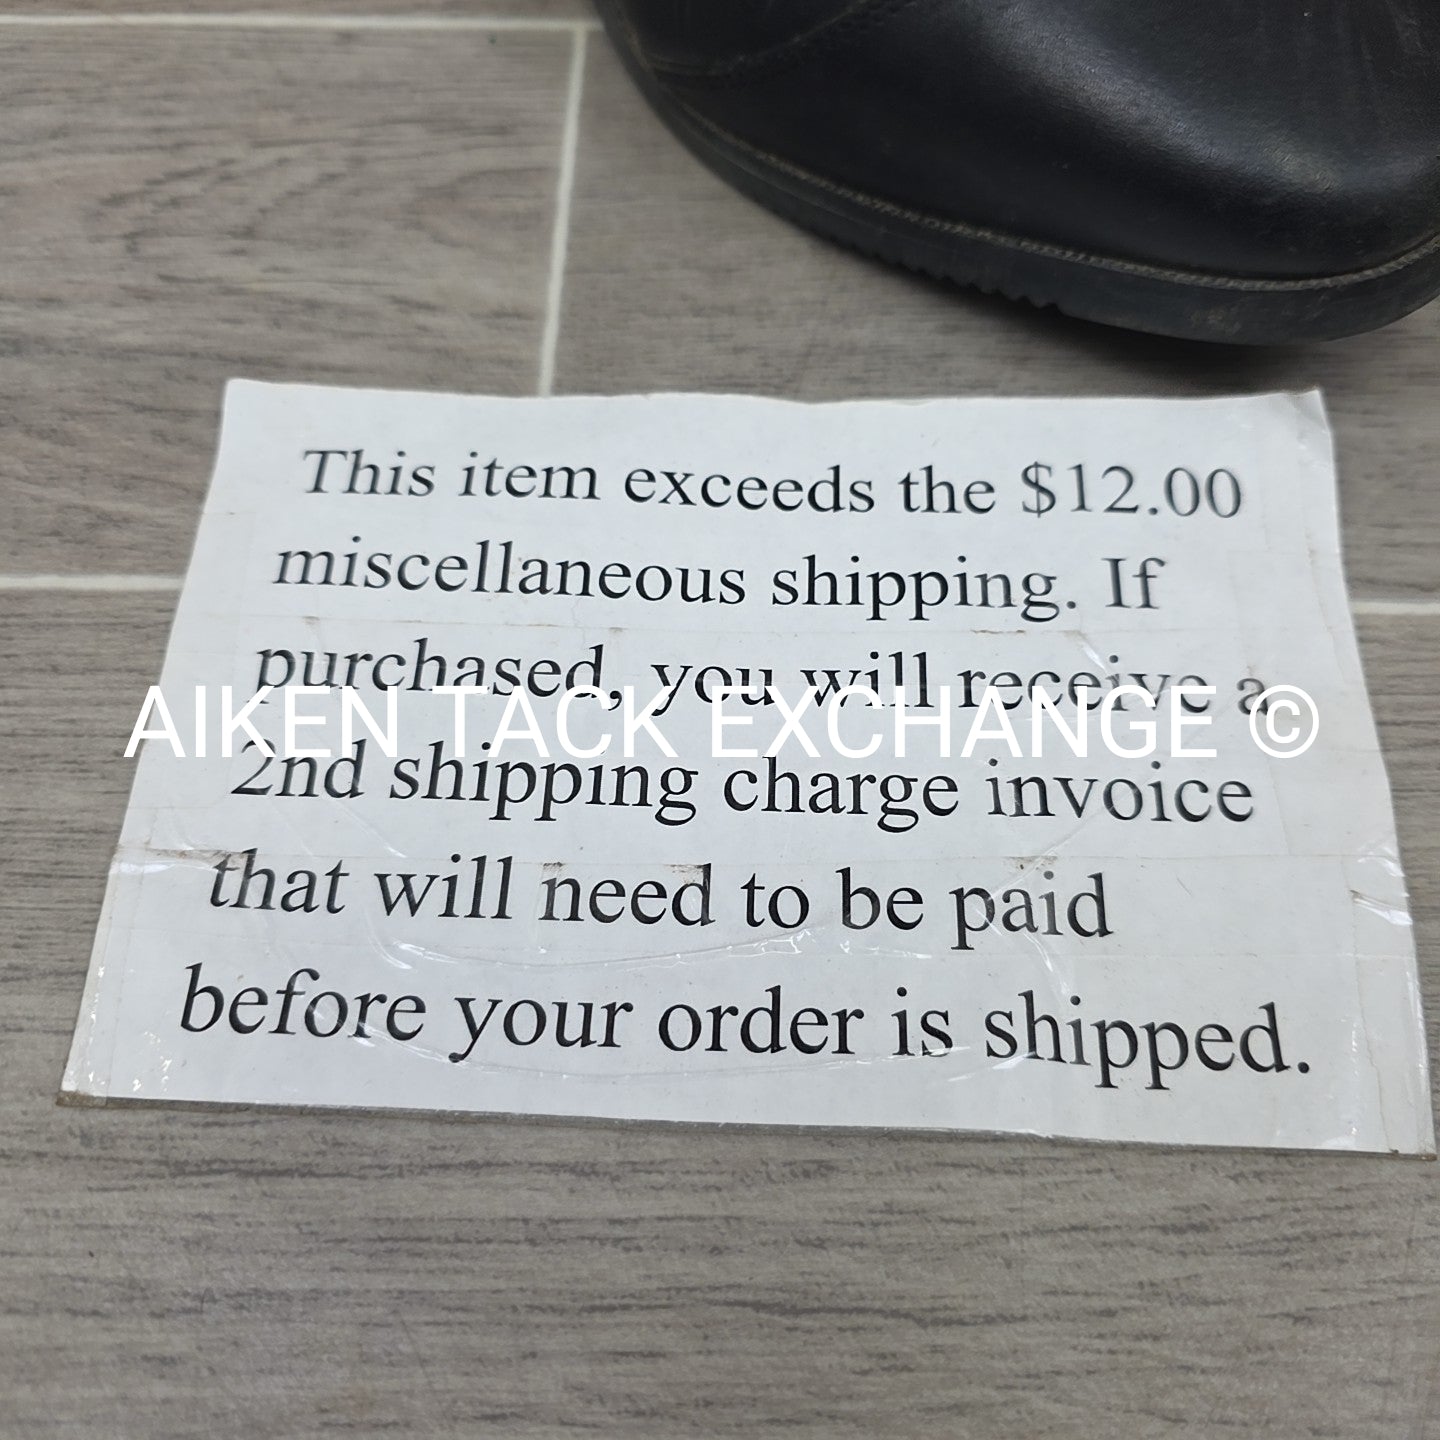 This item exceeds the $12.00
miscellaneous shipping. If
purchased, you will receive a
AIKEN TACK EXCHANGE ©
2nd shipping charge invoice
that will need to be paid
before your order is shipped.